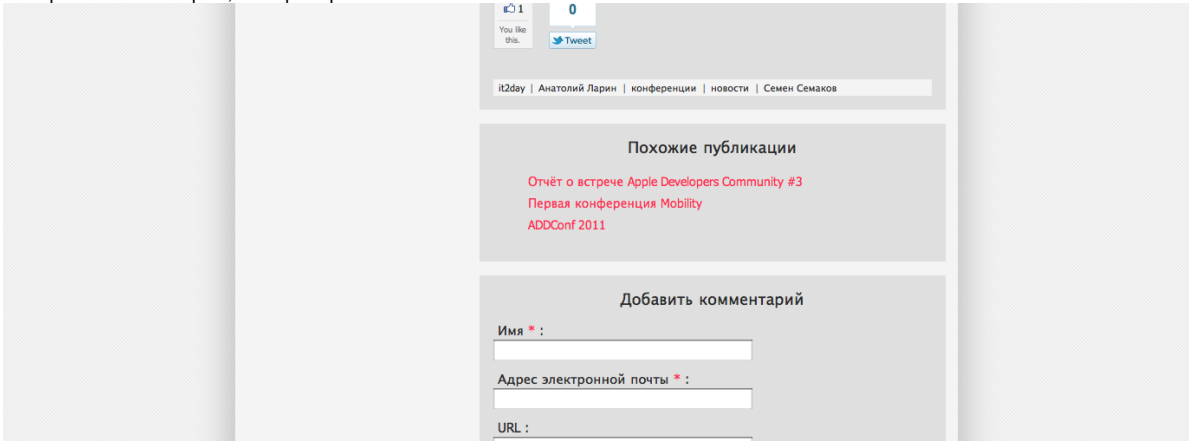 1
0
You like
this.
Tweet
it2day | Анатолий Ларин | конференции | новости | Семен Семаков
Похожие публикации
Отчёт о встрече Apple Developers Community #3
Первая конференция Mobility
ADDConf 2011
Добавить комментарий
Имя * :
Адрес электронной почты * :
URL :